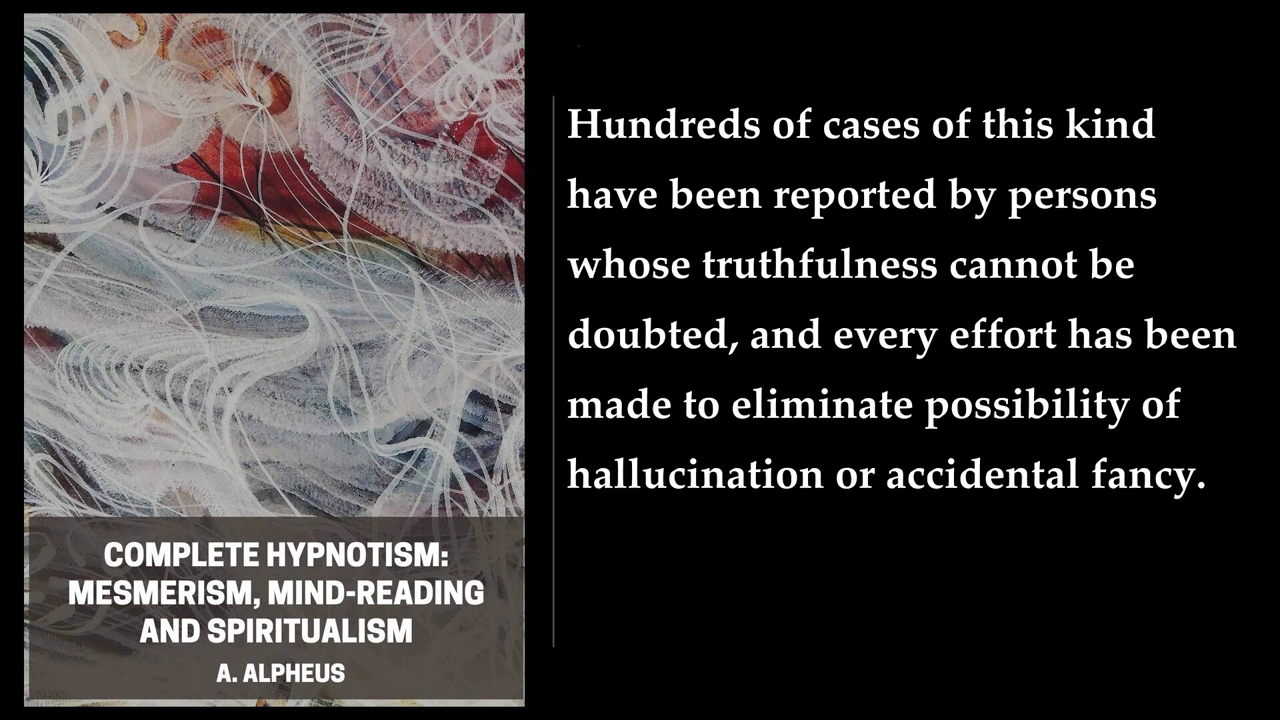 Hundreds of cases of this kind
have been reported by persons
whose truthfulness cannot be
doubted, and every effort has been
made to eliminate possibility of
hallucination or accidental fancy.
COMPLETE HYPNOTISM:
MESMERISM, MIND-READING
AND SPIRITUALISM
A. ALPHEUS